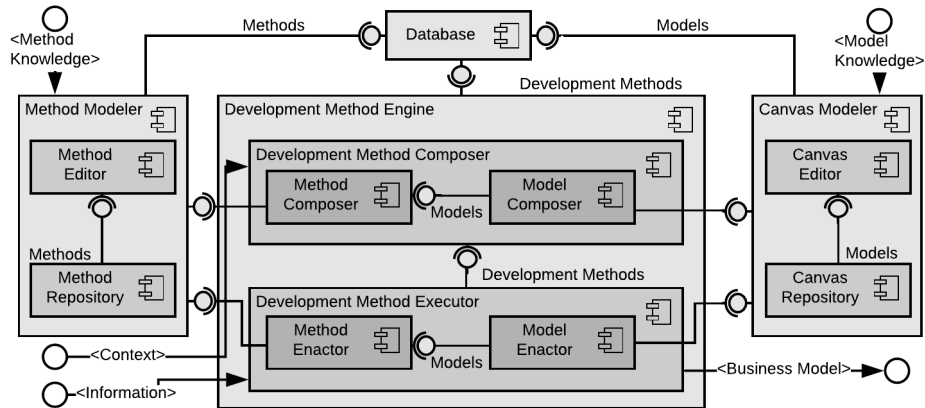 Methods
Database
Models
<Method
Knowledge>
<Model
Knowledge>
Development Methods
Method Modeler
Development Method Engine
Canvas Modeler
Method
Editor
Development Method Composer
Canvas
Editor
Method
Composer
Models
Model
Composer
Methods
Method
Repository
Development Methods
Models
Canvas
Repository
Development Method Executor
Method
Enactor
Models
Model
Enactor
<Context>
<Information>
<Business Model>